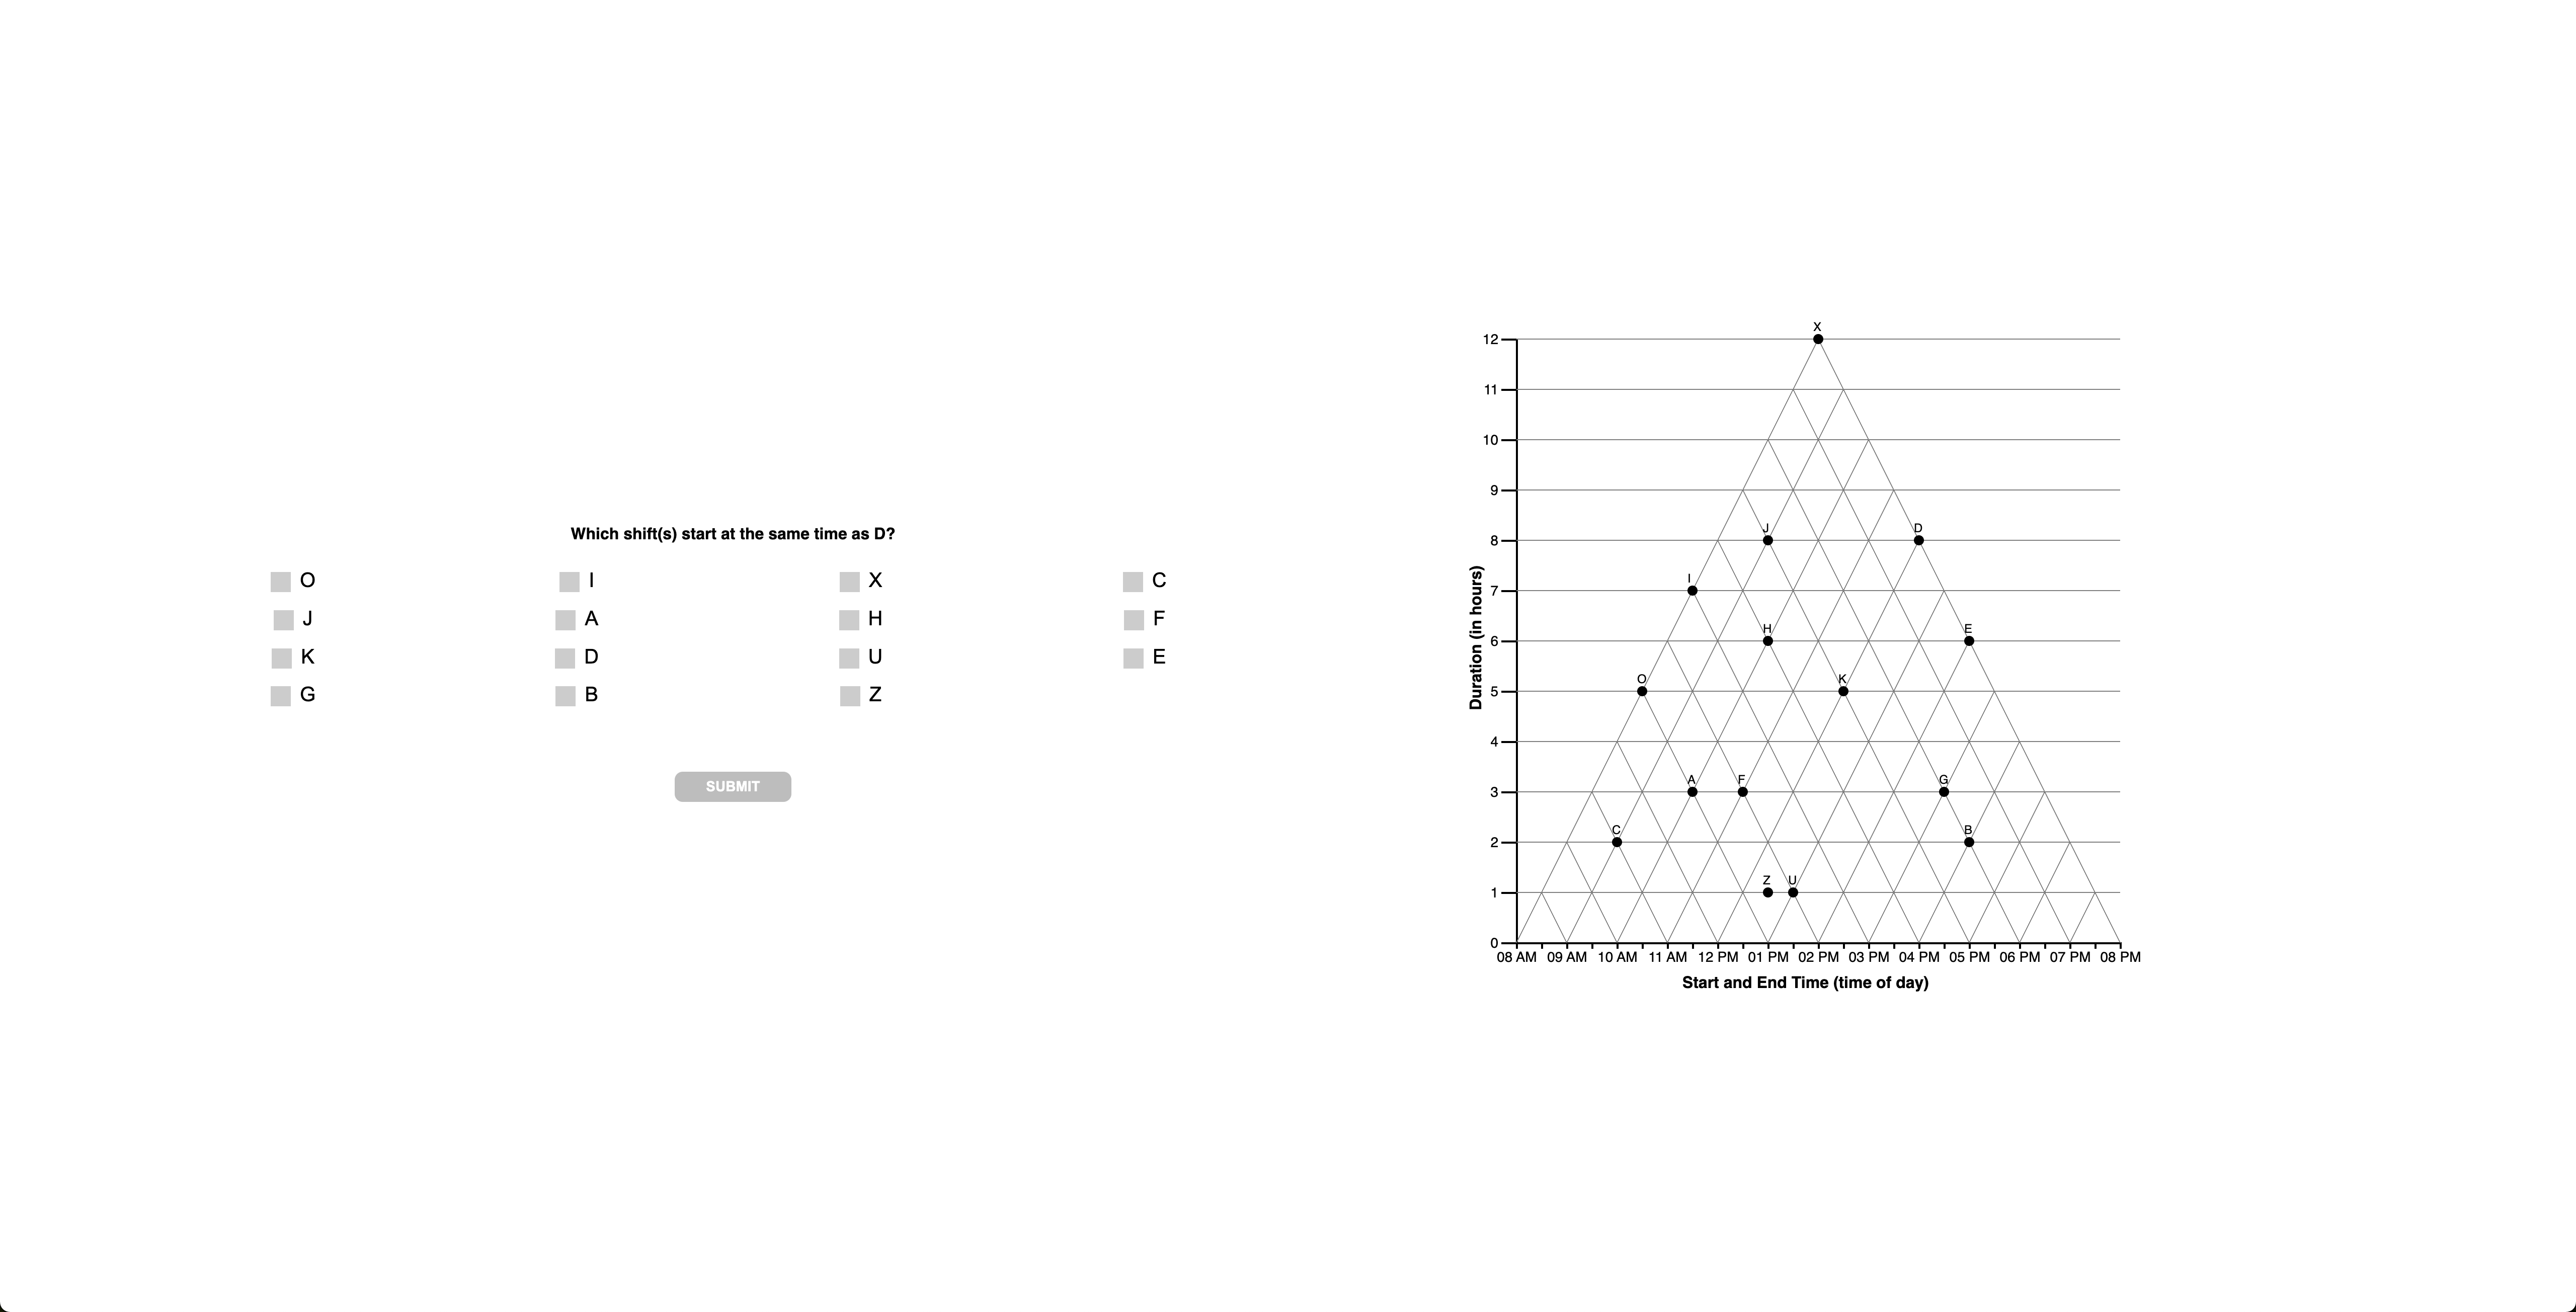 Which shift(s) start at the same time as D?
O I X C
J A H F
K D U E
G B Z
SUBMIT
X
12
11
10
9
J D
8
I
7
H E
6
O K
5
4
A F G
3
C B
2
Z U
1
0
Duration (in hours)
08 AM 09 AM 10 AM 11 AM 12 PM 01 PM 02 PM 03 PM 04 PM 05 PM 06 PM 07 PM 08 PM
Start and End Time (time of day)